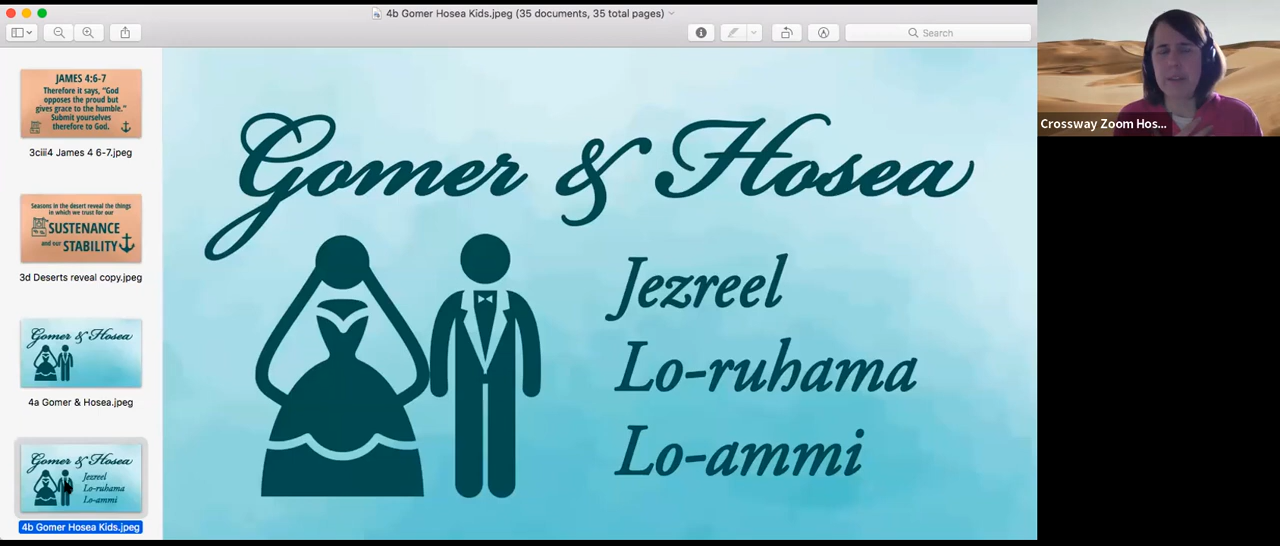 4b Gomer Hosea Kids.jpeg (35 documents, 35 total pages)
Search
JAMES 4:6-7
Therefore it says, "God
opposes the proud but
gives grace to the humble."
Submit yourselves
therefore to God.
3ciii4 James 4 6-7.jpeg
Seasons in the desert reveal the things
in which we trust for our
SUSTENANCE
and our STABILITY
3d Deserts reveal copy.jpeg
Gomer & Hosea
4a Gomer & Hosea.jpeg
Gomer & Hosea
Jezreel
Lo-ruhama
Lo-ammi
4b Gomer Hosea Kids.jpeg
Gomer & Hosea
Jezreel
Lo-ruhama
Lo-ammi
Crossway Zoom Hos...